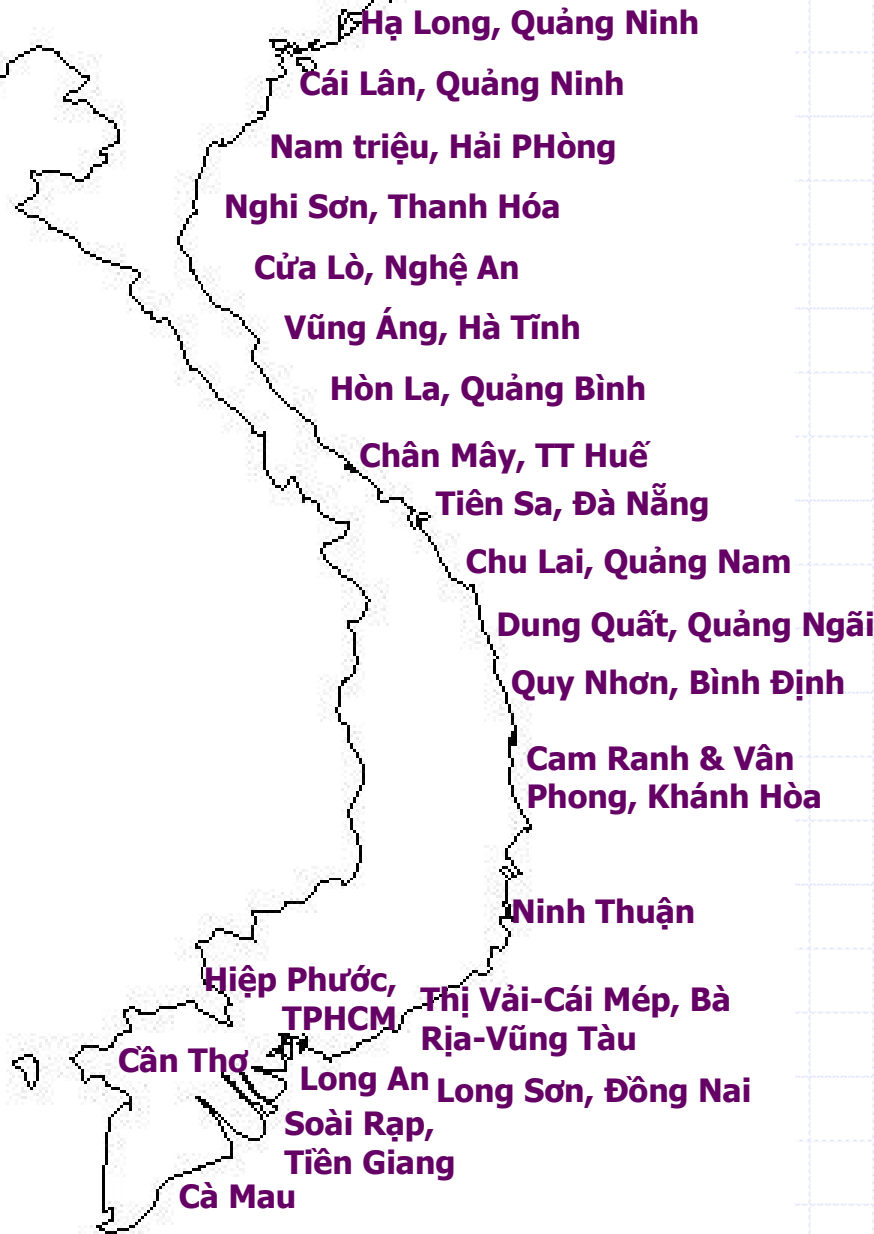 Hạ Long, Quảng Ninh
Cái Lân, Quảng Ninh
Nam triệu, Hải PHòng
Nghi Sơn, Thanh Hóa
Cửa Lò, Nghệ An
Vũng Áng, Hà Tĩnh
Hòn La, Quảng Bình
Chân Mây, TT Huế
Tiên Sa, Đà Nẵng
Chu Lai, Quảng Nam
Dung Quất, Quảng Ngãi
Quy Nhơn, Bình Định
Cam Ranh & Vân
Phong, Khánh Hòa
Ninh Thuận
Hiệp Phước,
TPHCM
Thị Vải-Cái Mép, Bà
Rịa-Vũng Tàu
Cần Thơ
Long An
Long Sơn, Đồng Nai
Soài Rạp,
Tiền Giang
Cà Mau